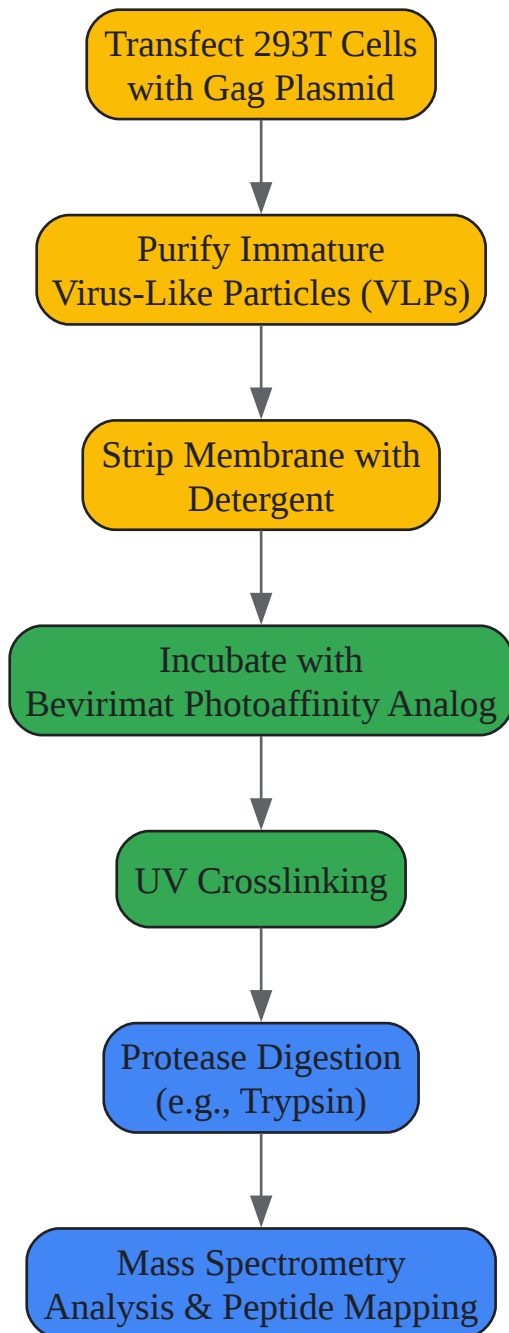 Transfect 293T Cells
with Gag Plasmid
Purify Immature
Virus-Like Particles (VLPs)
Strip Membrane with
Detergent
Incubate with
Bevirimat Photoaffinity Analog
UV Crosslinking
Protease Digestion
(e.g., Trypsin)
Mass Spectrometry
Analysis & Peptide Mapping